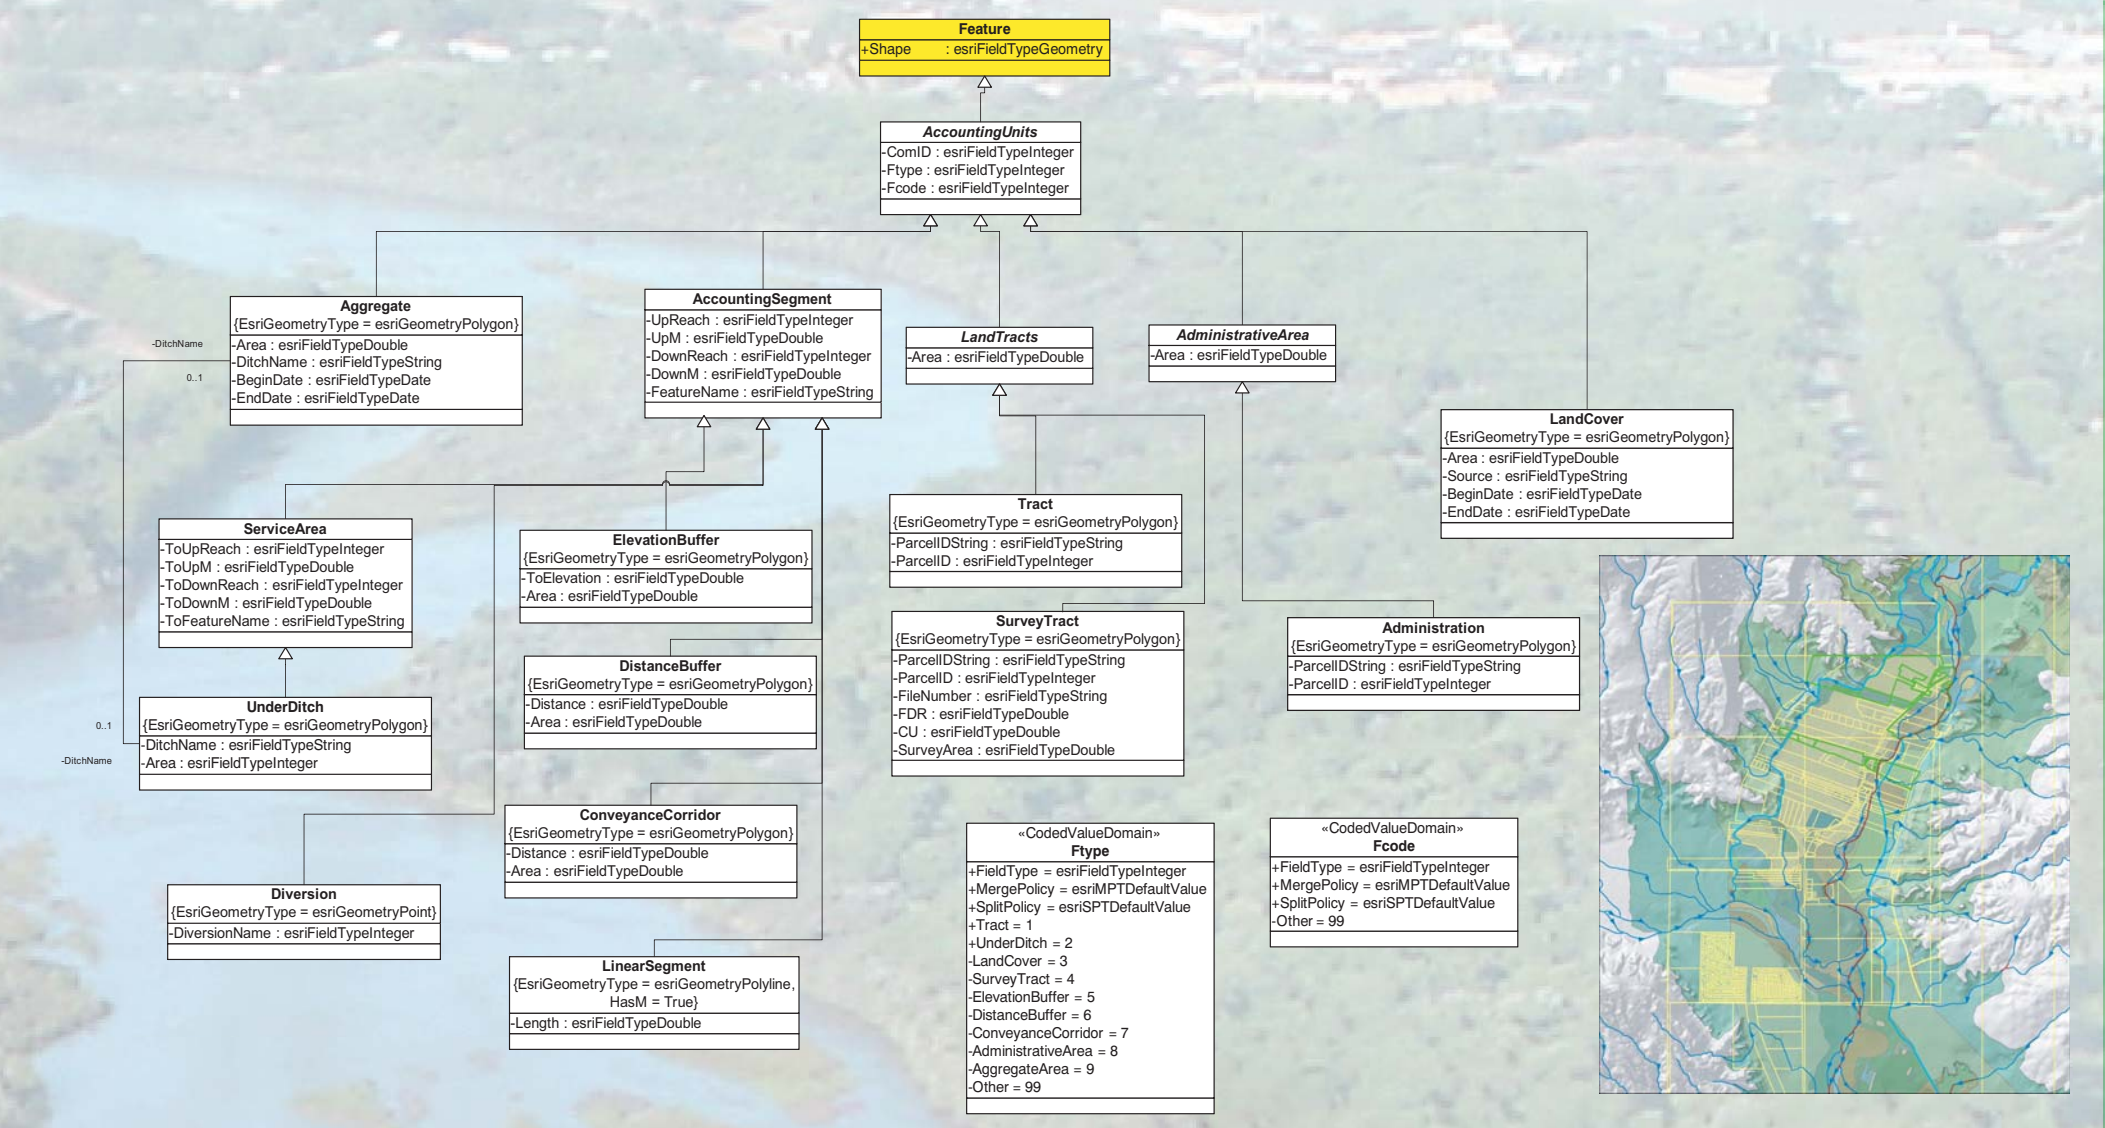 Feature
+Shape : esriFieldTypeGeometry
AccountingUnits
-ComID : esriFieldTypeInteger
-Ftype : esriFieldTypeInteger
-Fcode : esriFieldTypeInteger
Aggregate
{EsriGeometryType = esriGeometryPolygon}
-Area : esriFieldTypeDouble
-DitchName : esriFieldTypeString
-BeginDate : esriFieldTypeDate
-EndDate : esriFieldTypeDate
-DitchName
0..1
AccountingSegment
-UpReach : esriFieldTypeInteger
-UpM : esriFieldTypeDouble
-DownReach : esriFieldTypeInteger
-DownM : esriFieldTypeDouble
-FeatureName : esriFieldTypeString
LandTracts
-Area : esriFieldTypeDouble
AdministrativeArea
-Area : esriFieldTypeDouble
LandCover
{EsriGeometryType = esriGeometryPolygon}
-Area : esriFieldTypeDouble
-Source : esriFieldTypeString
-BeginDate : esriFieldTypeDate
-EndDate : esriFieldTypeDate
ServiceArea
-ToUpReach : esriFieldTypeInteger
-ToUpM : esriFieldTypeDouble
-ToDownReach : esriFieldTypeInteger
-ToDownM : esriFieldTypeDouble
-ToFeatureName : esriFieldTypeString
ElevationBuffer
{EsriGeometryType = esriGeometryPolygon}
-ToElevation : esriFieldTypeDouble
-Area : esriFieldTypeDouble
Tract
{EsriGeometryType = esriGeometryPolygon}
-ParcelIDString : esriFieldTypeString
-ParcelID : esriFieldTypeInteger
SurveyTract
{EsriGeometryType = esriGeometryPolygon}
-ParcelIDString : esriFieldTypeString
-ParcelID : esriFieldTypeInteger
-FileNumber : esriFieldTypeString
-FDR : esriFieldTypeDouble
-CU : esriFieldTypeDouble
-SurveyArea : esriFieldTypeDouble
Administration
{EsriGeometryType = esriGeometryPolygon}
-ParcelIDString : esriFieldTypeString
-ParcelID : esriFieldTypeInteger
DistanceBuffer
{EsriGeometryType = esriGeometryPolygon}
-Distance : esriFieldTypeDouble
-Area : esriFieldTypeDouble
UnderDitch
{EsriGeometryType = esriGeometryPolygon}
-DitchName : esriFieldTypeString
-Area : esriFieldTypeInteger
0..1
-DitchName
ConveyanceCorridor
{EsriGeometryType = esriGeometryPolygon}
-Distance : esriFieldTypeDouble
-Area : esriFieldTypeDouble
Diversion
{EsriGeometryType = esriGeometryPoint}
-DiversionName : esriFieldTypeInteger
LinearSegment
{EsriGeometryType = esriGeometryPolyline,
HasM = True}
-Length : esriFieldTypeDouble
«CodedValueDomain»
Ftype
+FieldType = esriFieldTypeInteger
+MergePolicy = esriMPTDefaultValue
+SplitPolicy = esriSPTDefaultValue
+Tract = 1
+UnderDitch = 2
-LandCover = 3
-SurveyTract = 4
-ElevationBuffer = 5
-DistanceBuffer = 6
-ConveyanceCorridor = 7
-AdministrativeArea = 8
-AggregateArea = 9
-Other = 99
«CodedValueDomain»
Fcode
+FieldType = esriFieldTypeInteger
+MergePolicy = esriMPTDefaultValue
+SplitPolicy = esriSPTDefaultValue
-Other = 99